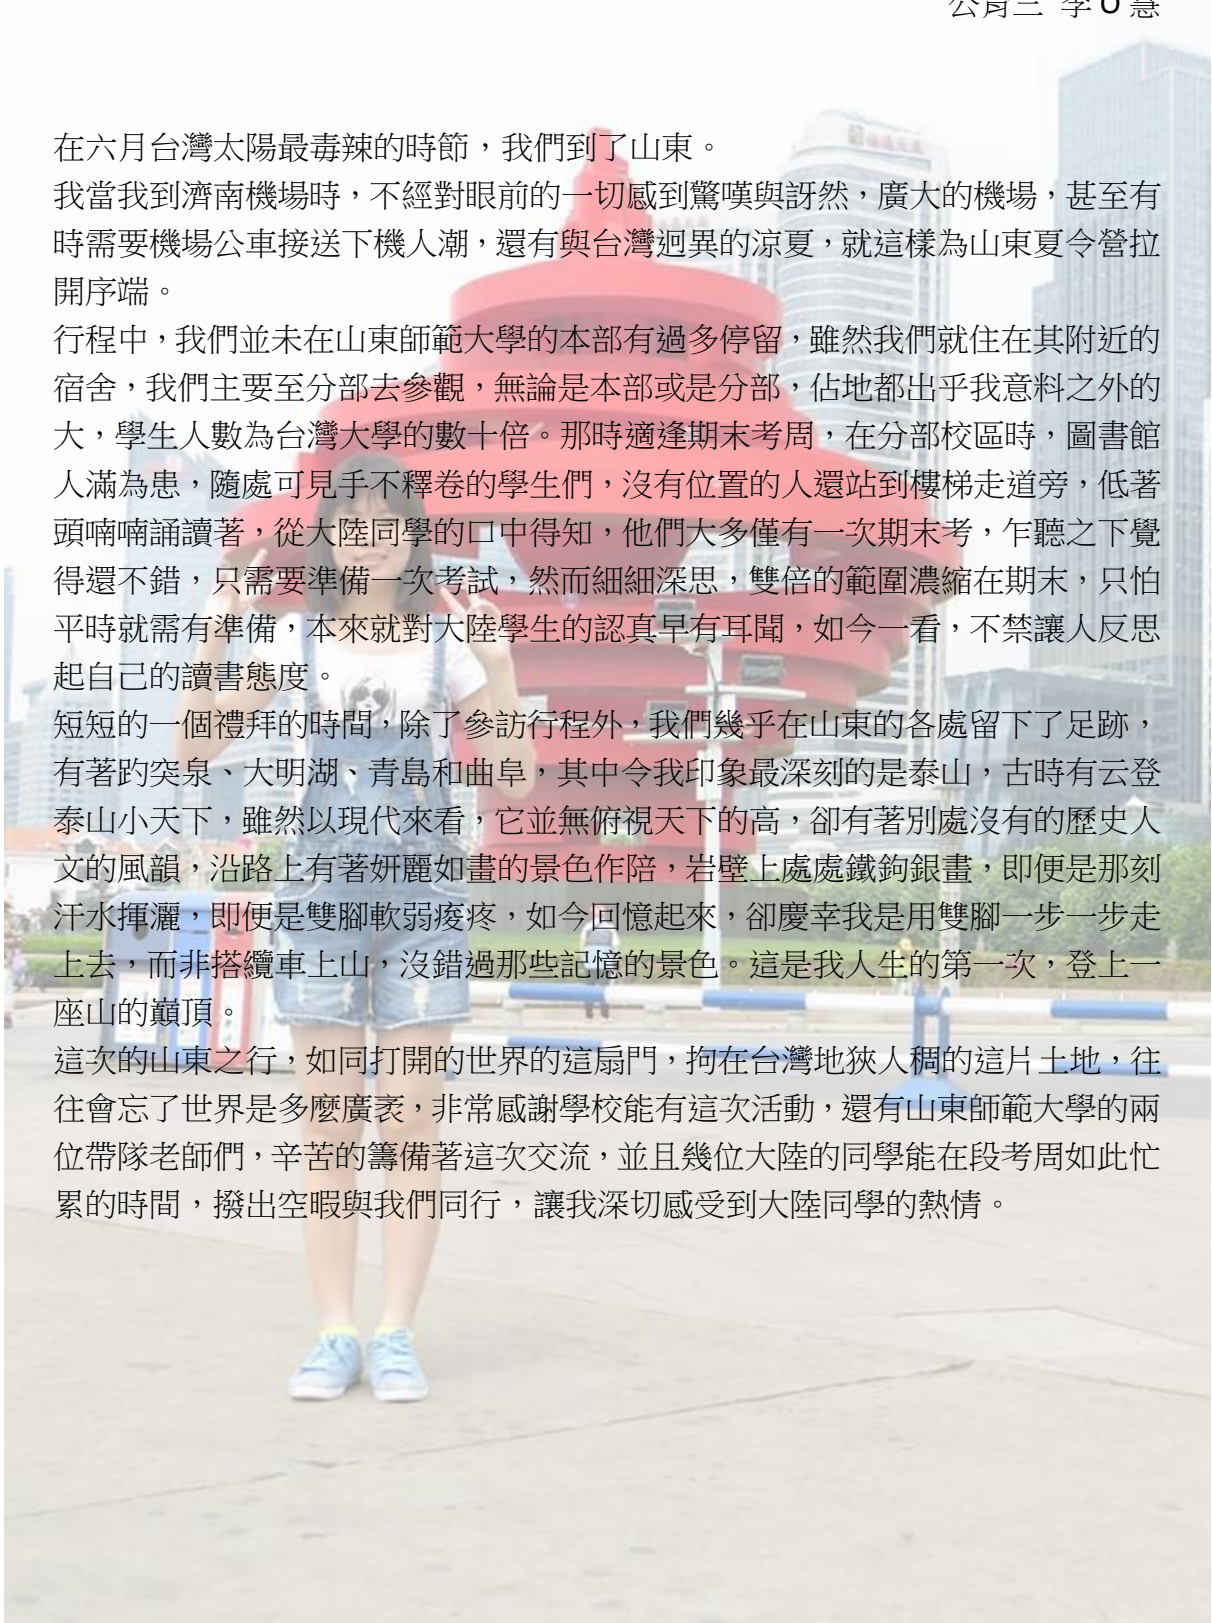 公育三 李O慧
在六月台灣太陽最毒辣的時節，我們到了山東。
我當我到濟南機場時，不經對眼前的一切感到驚嘆與訝然，廣大的機場，甚至有
時需要機場公車接送下機人潮，還有與台灣迥異的涼夏，就這樣為山東夏令營拉
開序端。
行程中，我們並未在山東師範大學的本部有過多停留，雖然我們就住在其附近的
宿舍，我們主要至分部去參觀，無論是本部或是分部，佔地都出乎我意料之外的
大，學生人數為台灣大學的數十倍。那時適逢期末考周，在分部校區時，圖書館
人滿為患，隨處可見手不釋卷的學生們，沒有位置的人還站到樓梯走道旁，低著
頭喃喃誦讀著，從大陸同學的口中得知，他們大多僅有一次期末考，乍聽之下覺
得還不錯，只需要準備一次考試，然而細細深思，雙倍的範圍濃縮在期末，只怕
平時就需有準備，本來就對大陸學生的認真早有耳聞，如今一看，不禁讓人反思
起自己的讀書態度。
短短的一個禮拜的時間，除了參訪行程外，我們幾乎在山東的各處留下了足跡，
有著趵突泉、大明湖、青島和曲阜，其中令我印象最深刻的是泰山，古時有云登
泰山小天下，雖然以現代來看，它並無俯視天下的高，卻有著別處沒有的歷史人
文的風韻，沿路上有著妍麗如畫的景色作陪，岩壁上處處鐵鉤銀畫，即便是那刻
汗水揮灑，即便是雙腳軟弱痠疼，如今回憶起來，卻慶幸我是用雙腳一步一步走
上去，而非搭纜車上山，沒錯過那些記憶的景色。這是我人生的第一次，登上一
座山的巔頂。
這次的山東之行，如同打開的世界的這扇門，拘在台灣地狹人稠的這片土地，往
往會忘了世界是多麼廣袤，非常感謝學校能有這次活動，還有山東師範大學的兩
位帶隊老師們，辛苦的籌備著這次交流，並且幾位大陸的同學能在段考周如此忙
累的時間，撥出空暇與我們同行，讓我深切感受到大陸同學的熱情。